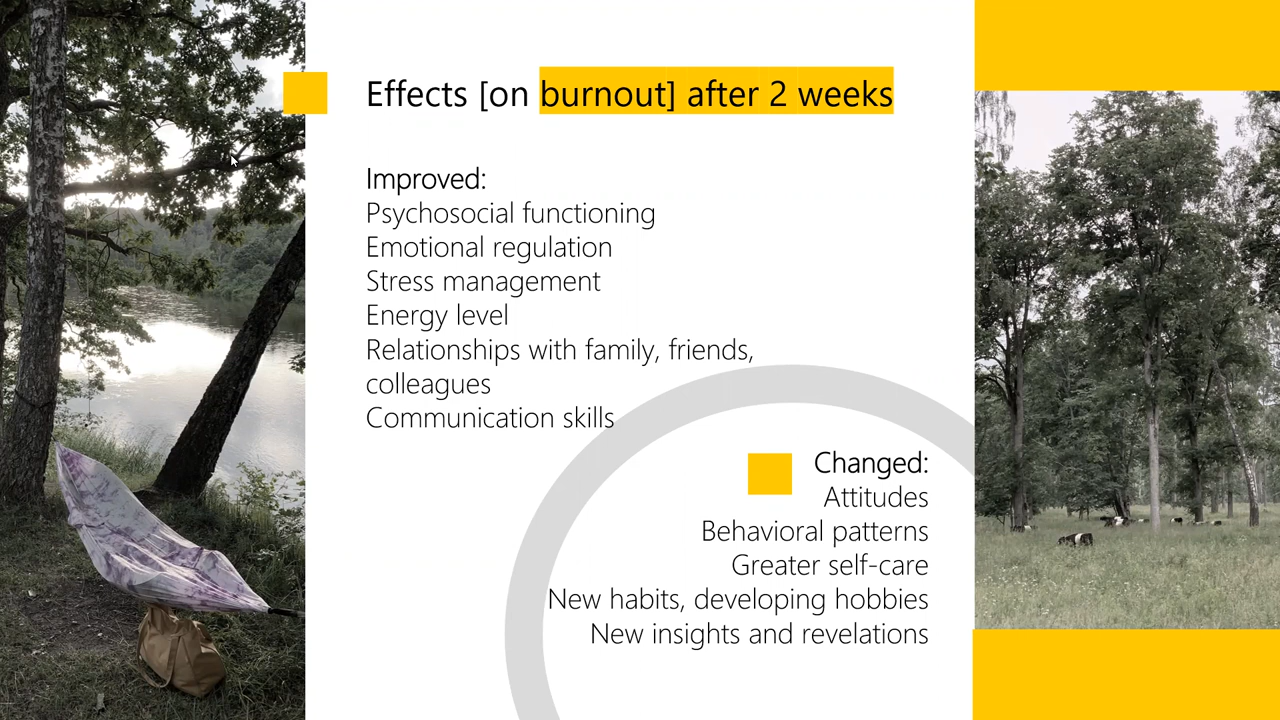 Effects [on burnout] after 2 weeks
Improved:
Psychosocial functioning
Emotional regulation
Stress management
Energy level
Relationships with family, friends,
colleagues
Communication skills
Changed:
Attitudes
Behavioral patterns
Greater self-care
New habits, developing hobbies
New insights and revelations